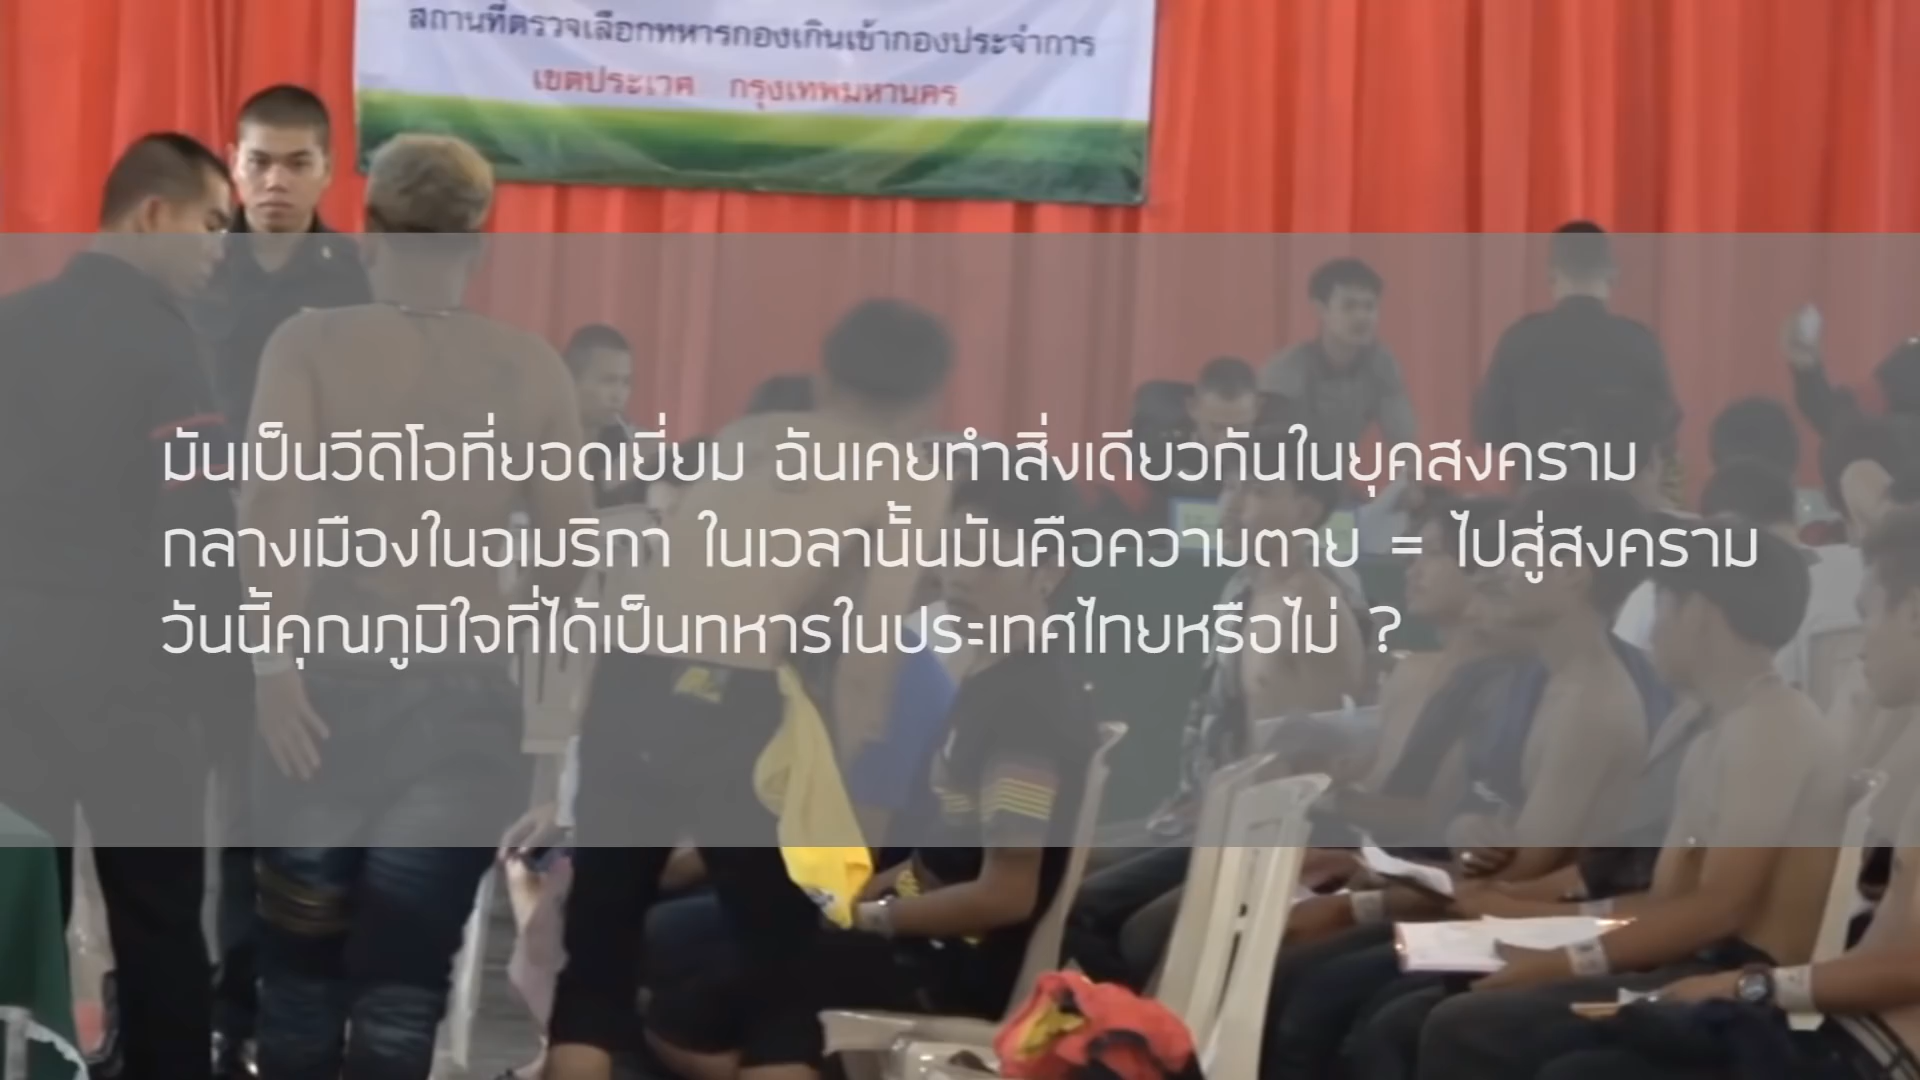 สถานที่ตรวจเลือกทหารกองเกินเข้ากองประจำการ
เขตประเวศ กรุงเทพมหานคร
มันเป็นวีดิโอที่ยอดเยี่ยม ฉันเคยทำสิ่งเดียวกันในยุคสงคราม
กลางเมืองในอเมริกา ในเวลานั้นมันคือความตาย = ไปสู่สงคราม
วันนี้คุณภูมิใจที่ได้เป็นทหารในประเทศไทยหรือไม่ ?